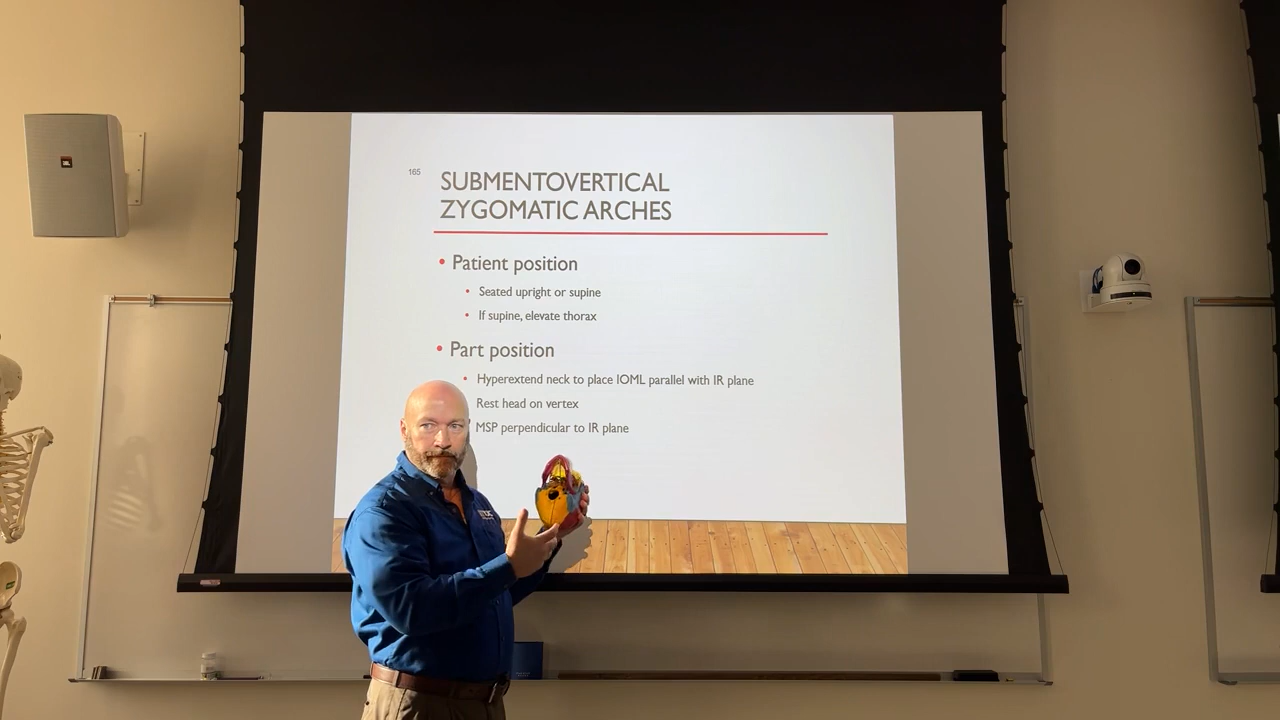 165
SUBMENTOVERTICAL
ZYGOMATIC ARCHES
• Patient position
• Seated upright or supine
• If supine, elevate thorax
• Part position
• Hyperextend neck to place IOML parallel with IR plane
Rest head on vertex
MSP perpendicular to IR plane
JBL